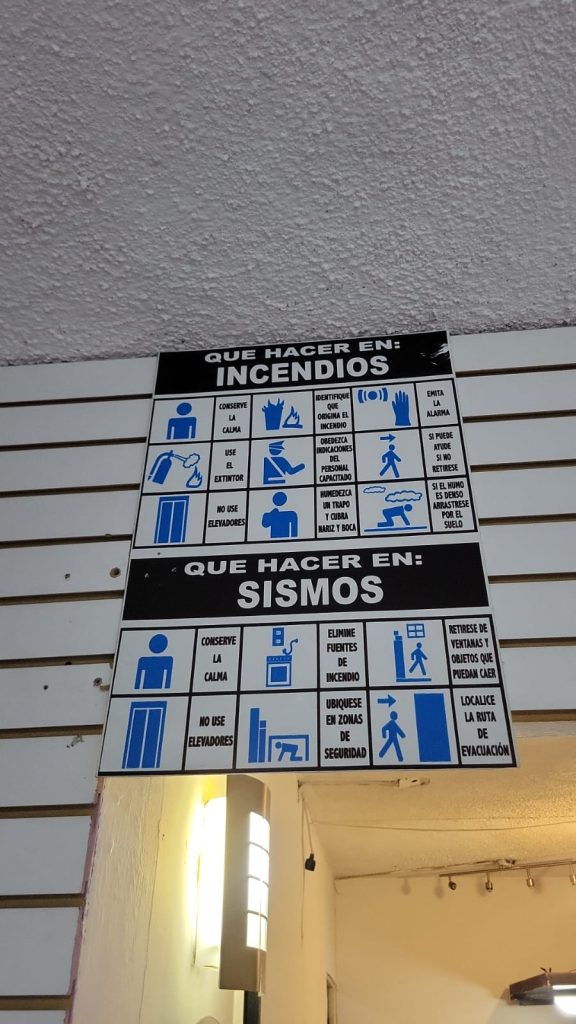 QUE HACER EN:
INCENDIOS
CONSERVE
LA
CALMA
IDENTIFIQUE
QUE
ORIGINA EL
INCENDIO
EMITA
LA
ALARMA
USE
EL
EXTINTOR
OBEDEZCA
INDICACIONES
DEL
PERSONAL
CAPACITADO
SI PUEDE
AYUDE
SI NO
RETIRESE
NO USE
ELEVADORES
HUMEDEZCA
UN
TRAPO
Y CUBRA
NARIZ Y BOCA
SI EL HUMO
ES DENSO
ARRASTRESE
POR EL
SUELO
QUE HACER EN:
SISMOS
CONSERVE
LA
CALMA
ELIMINE
FUENTES
DE
INCENDIO
RETIRESE DE
VENTANAS Y
OBJETOS QUE
PUEDAN CAER
NO USE
ELEVADORES
UBIQUESE
EN ZONAS
DE
SEGURIDAD
LOCALICE
LA RUTA
DE
EVACUACIÓN